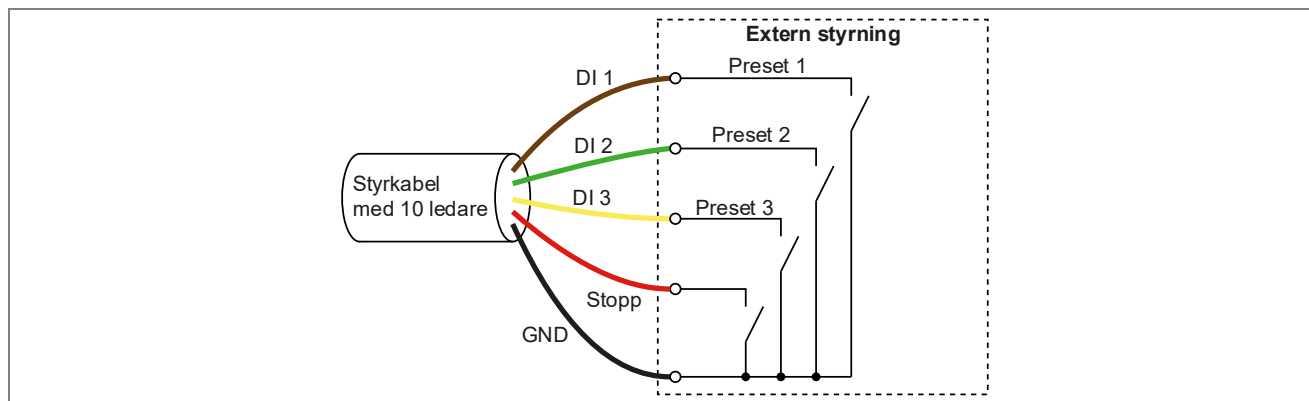 Extern styrning
DI 1
Preset 1
DI 2
Preset 2
Styrkabel
med 10 ledare
DI 3
Preset 3
Stopp
GND